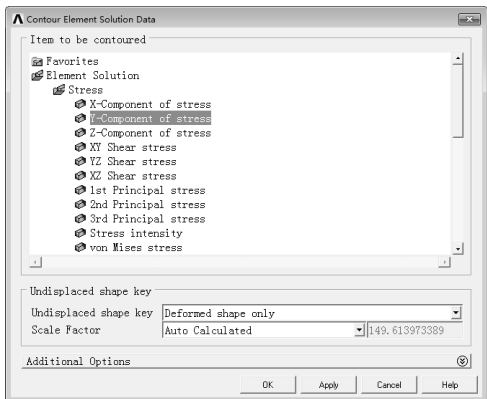 Contour Element Solution Data
Item to be contoured
Favorites
Element Solution
Stress
X-Component of stress
Y-Component of stress
Z-Component of stress
XY Shear stress
YZ Shear stress
XZ Shear stress
1st Principal stress
2nd Principal stress
3rd Principal stress
Stress intensity
von Mises stress
Undisplaced shape key
Undisplaced shape key Deformed shape only
Scale Factor Auto Calculated 149.613973389
Additional Options
OK Apply Cancel Help